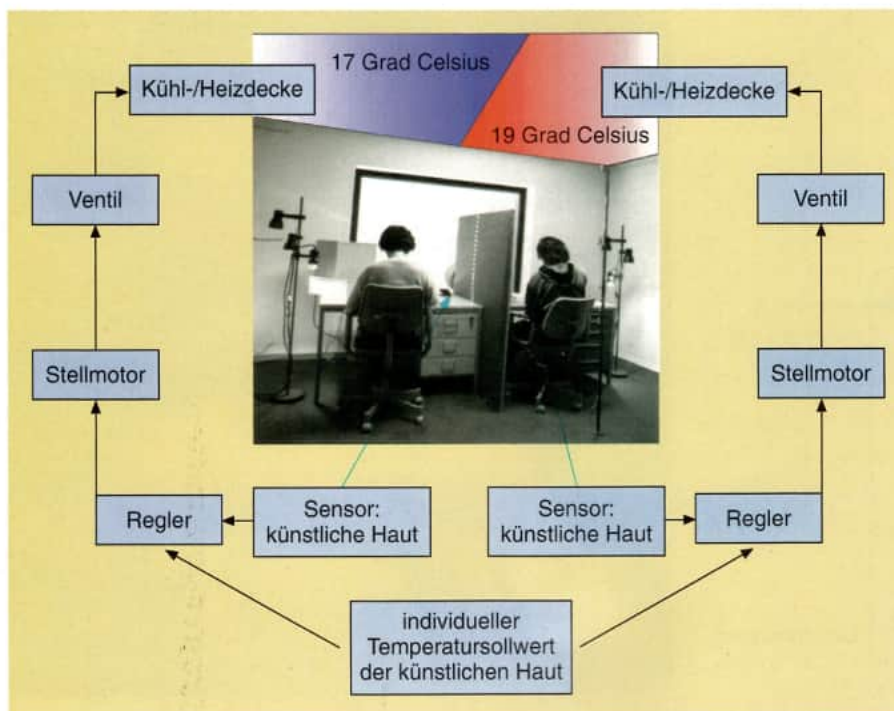 17 Grad Celsius
Kühl-/Heizdecke
Kühl-/Heizdecke
19 Grad Celsius
Ventil
Ventil
Stellmotor
Stellmotor
Regler
Sensor:
künstliche Haut
Sensor:
künstliche Haut
Regler
individueller
Temperatursollwert
der künstlichen Haut